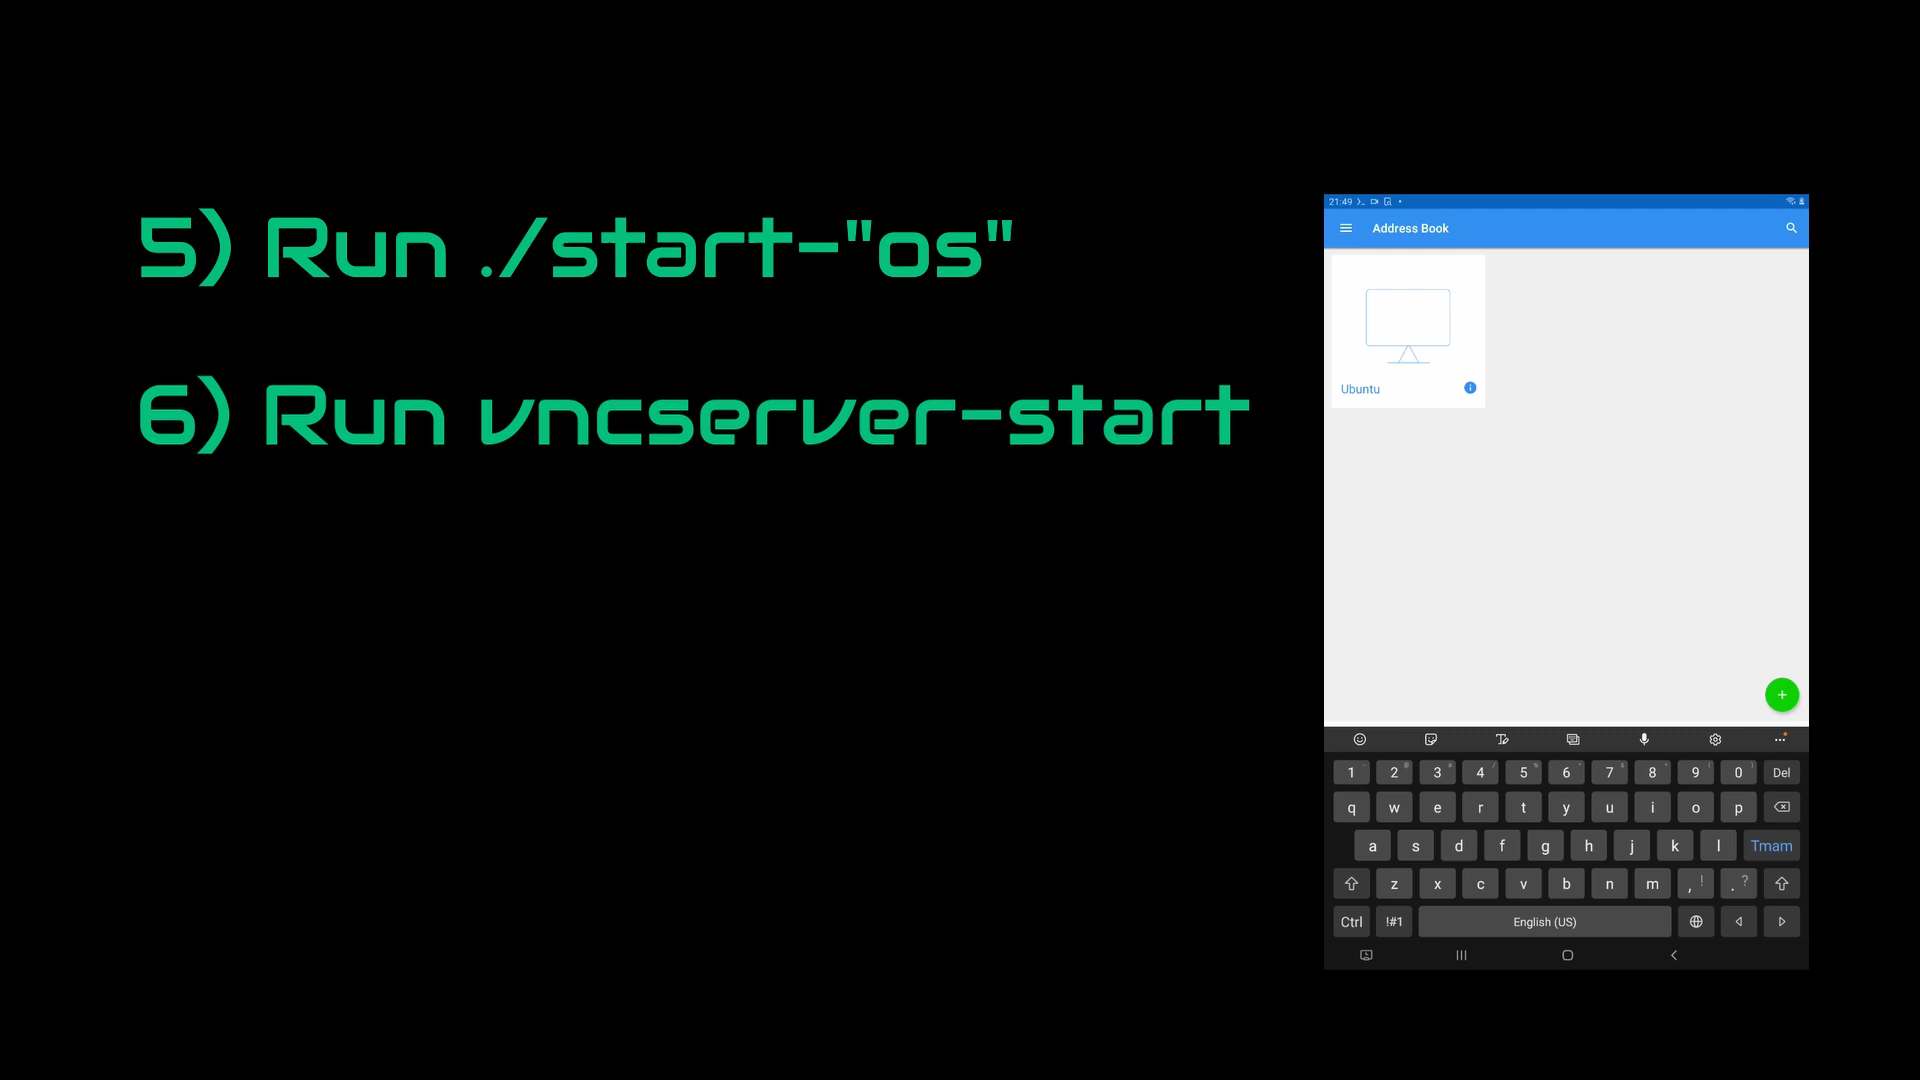 5) Run ./start-"os"
6) Run vncserver-start
21:49
Address Book
Ubuntu
1 2 3 4 5 6 7 8 9 0 Del
q w e r t y u i o p
a s d f g h j k l Tmam
z x c v b n m , ! . ?
Ctrl !#1 English (US)